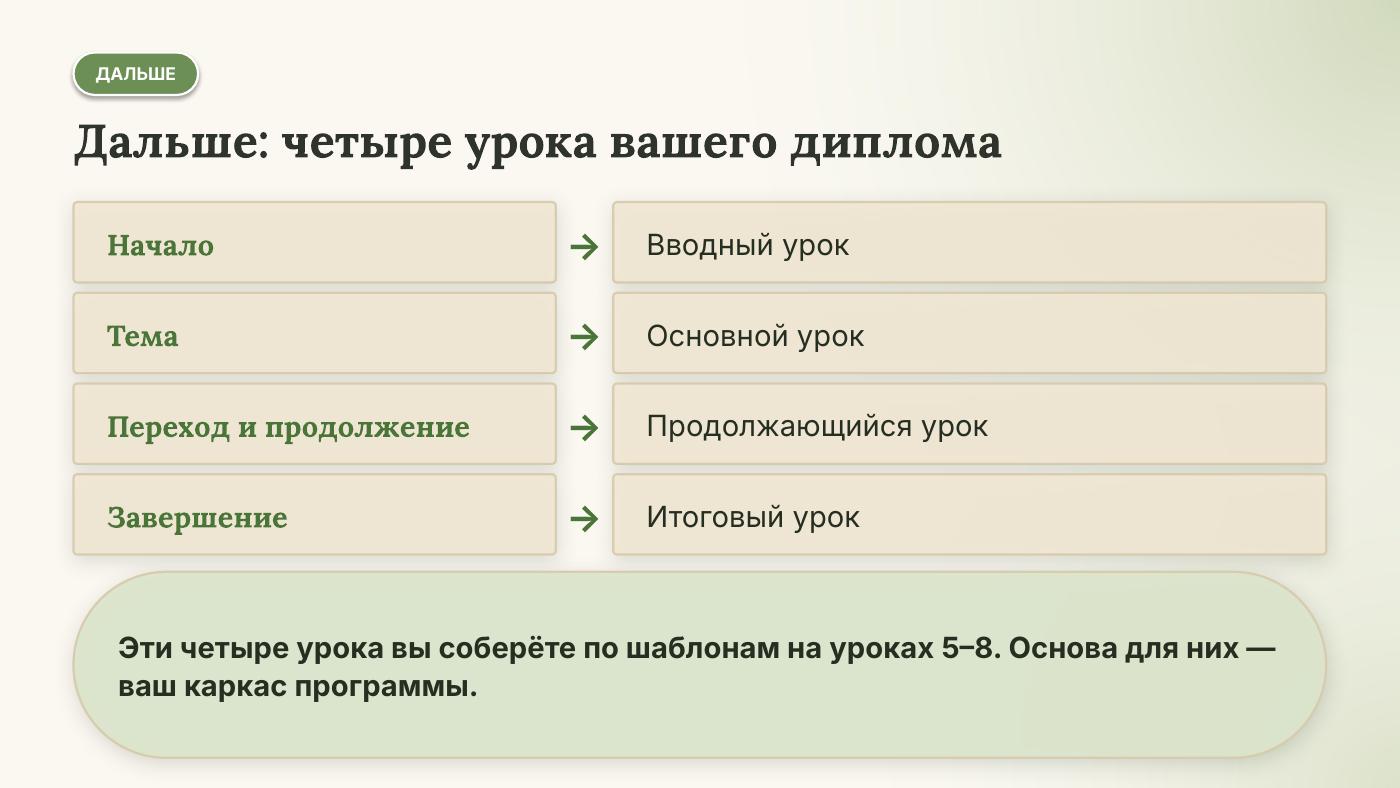 ДАЛЬШЕ
Дальше: четыре урока вашего диплома
Начало → Вводный урок
Тема → Основной урок
Переход и продолжение → Продолжающийся урок
Завершение → Итоговый урок
Эти четыре урока вы соберёте по шаблонам на уроках 5–8. Основа для них —
ваш каркас программы.